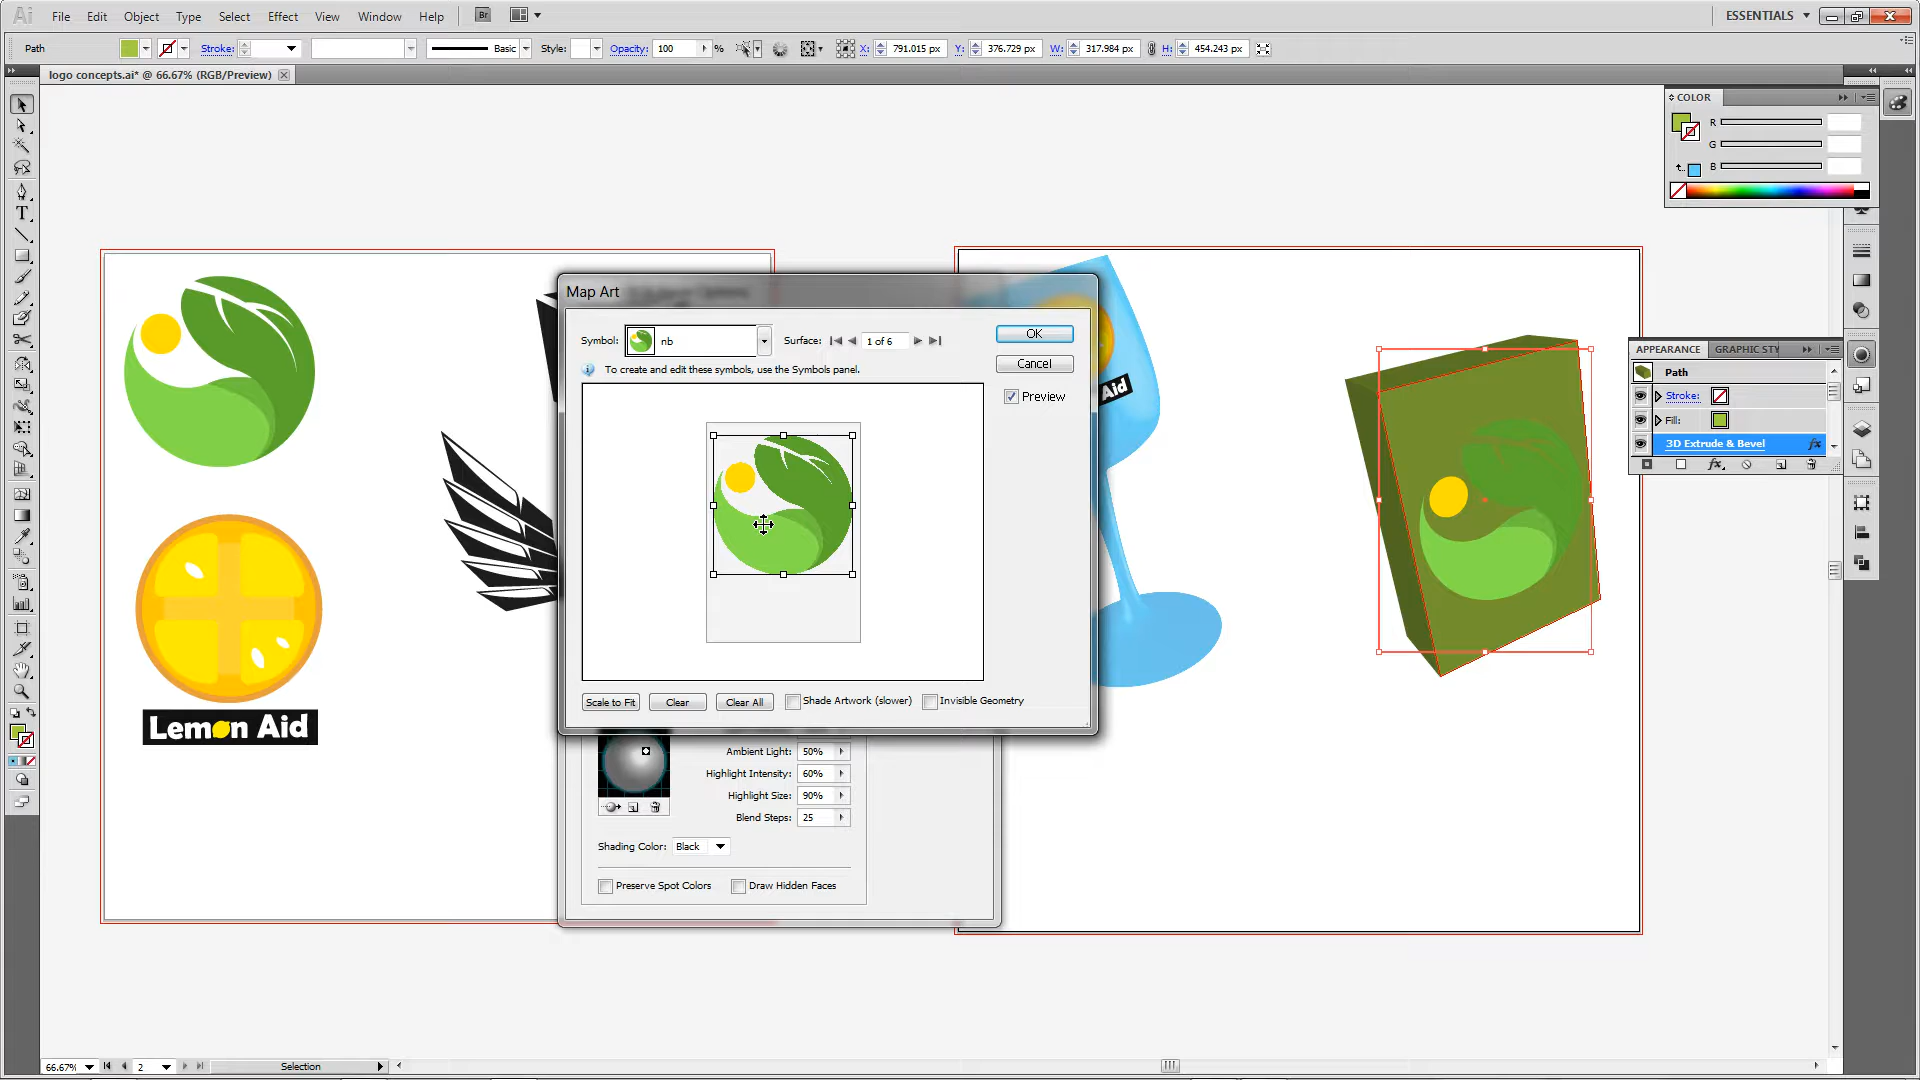 Ai File Edit Object Type Select Effect View Window Help Br ESSENTIALS
Path Stroke: Basic Style: Opacity: 100 % X: 791.015 px Y: 376.729 px W: 317.984 px H: 454.243 px
logo concepts.ai* @ 66.67% (RGB/Preview)
COLOR
R
G
B
Map Art
Symbol: nb Surface: 1 of 6 OK
To create and edit these symbols, use the Symbols panel.
Cancel
Preview
Aid
APPEARANCE GRAPHIC STY
Path
Stroke:
Fill:
3D Extrude & Bevel fx
fx
Scale to Fit Clear Clear All Shade Artwork (slower) Invisible Geometry
Lemon Aid
Ambient Light: 50%
Highlight Intensity: 60%
Highlight Size: 90%
Blend Steps: 25
Shading Color: Black
Preserve Spot Colors Draw Hidden Faces
66.67% 2 Selection